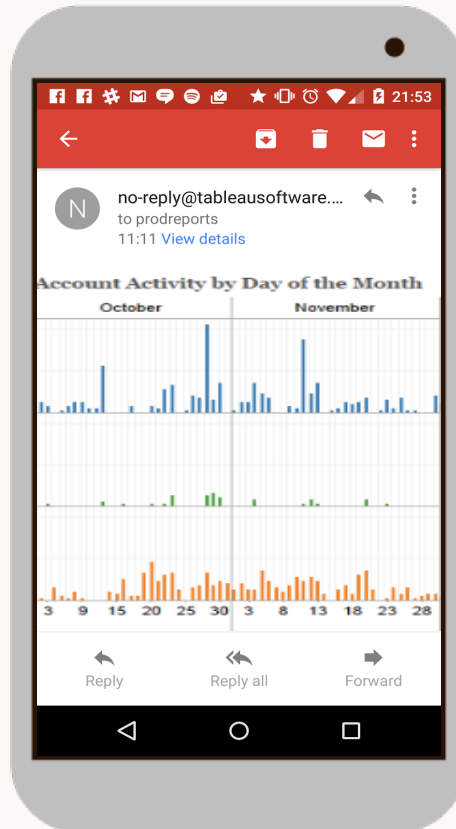 21:53
N
no-reply@tableausoftware....
to prodreports
11:11 View details
Account Activity by Day of the Month
October November
3 9 15 20 25 30 3 8 13 18 23 28
Reply Reply all Forward